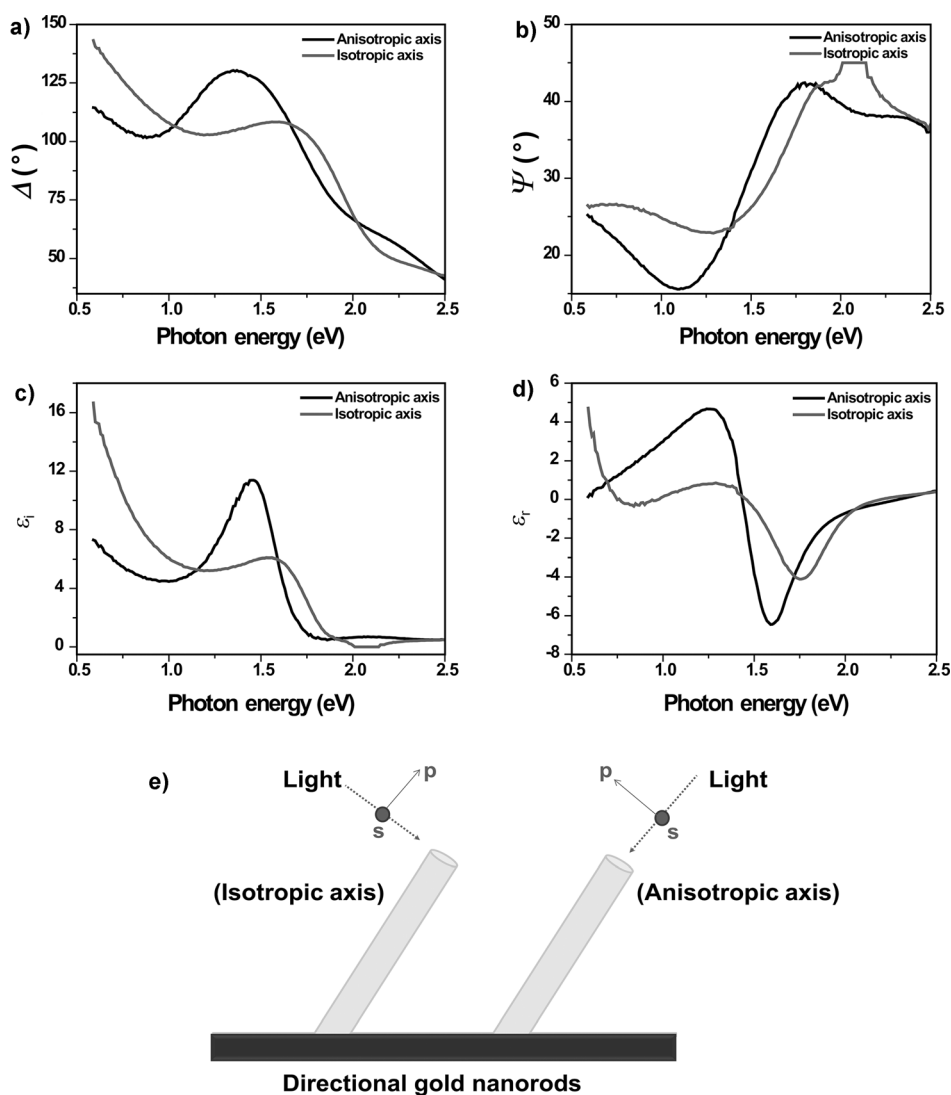 a)
Anisotropic axis
Isotropic axis
150
125
100
75
50
Δ (°)
0.5 1.0 1.5 2.0 2.5
Photon energy (eV)
b)
Anisotropic axis
Isotropic axis
50
40
30
20
Ψ (°)
0.5 1.0 1.5 2.0 2.5
Photon energy (eV)
c)
Anisotropic axis
Isotropic axis
16
12
8
4
0
εi
0.5 1.0 1.5 2.0 2.5
Photon energy (eV)
d)
Anisotropic axis
Isotropic axis
6
4
2
0
-2
-4
-6
-8
εr
0.5 1.0 1.5 2.0 2.5
Photon energy (eV)
e)
Light p p Light
s s
(Isotropic axis) (Anisotropic axis)
Directional gold nanorods